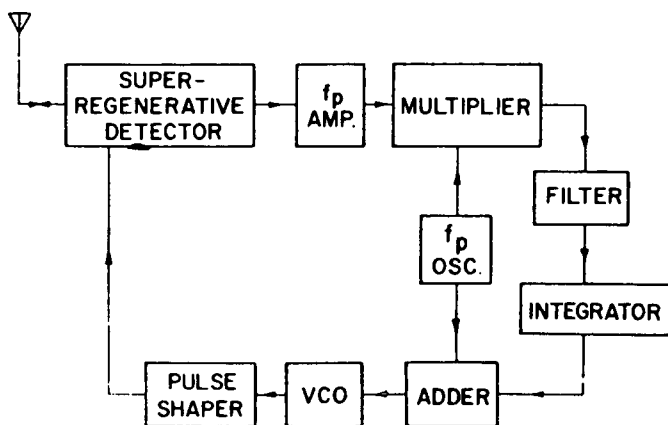 SUPER-
REGENERATIVE
DETECTOR
fp
AMP.
MULTIPLIER
FILTER
fp
OSC.
INTEGRATOR
PULSE
SHAPER
VCO
ADDER